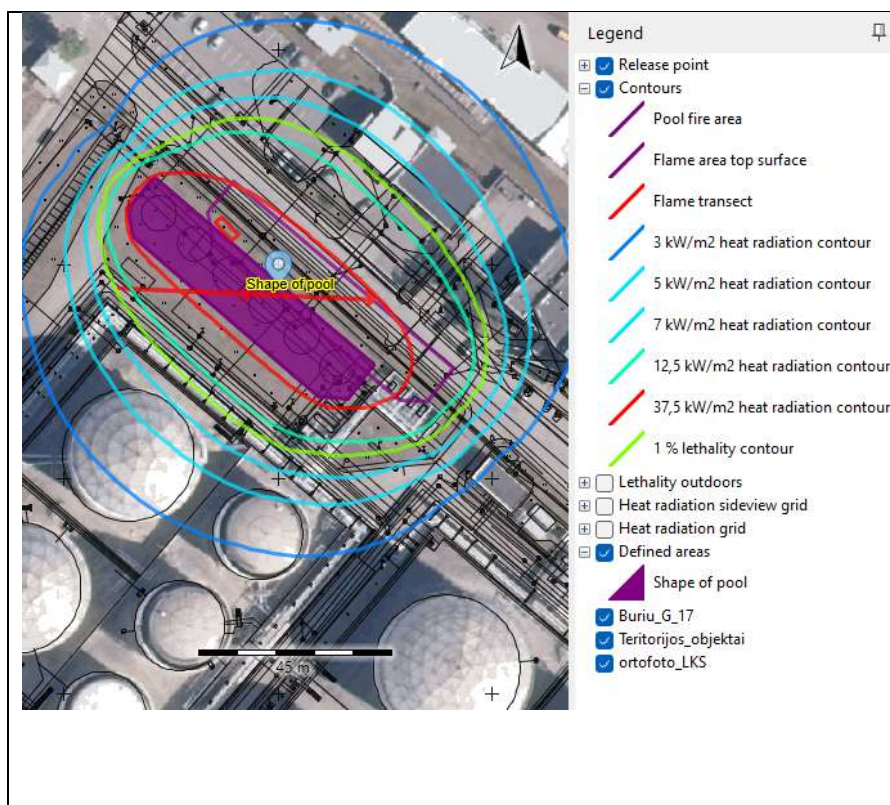 Shape of pool
45 m
Legend
Release point
Contours
Pool fire area
Flame area top surface
Flame transect
3 kW/m2 heat radiation contour
5 kW/m2 heat radiation contour
7 kW/m2 heat radiation contour
12,5 kW/m2 heat radiation contour
37,5 kW/m2 heat radiation contour
1 % lethality contour
Lethality outdoors
Heat radiation sideview grid
Heat radiation grid
Defined areas
Shape of pool
Buriu_G_17
Teritorijos_objektai
ortofoto_LKS